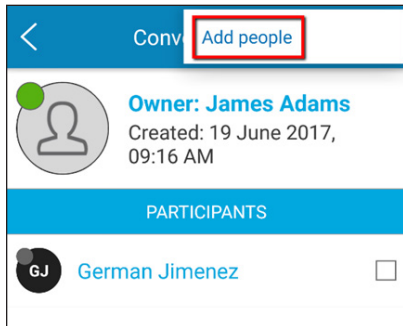 Conv
Add people
Owner: James Adams
Created: 19 June 2017,
09:16 AM
PARTICIPANTS
GJ
German Jimenez